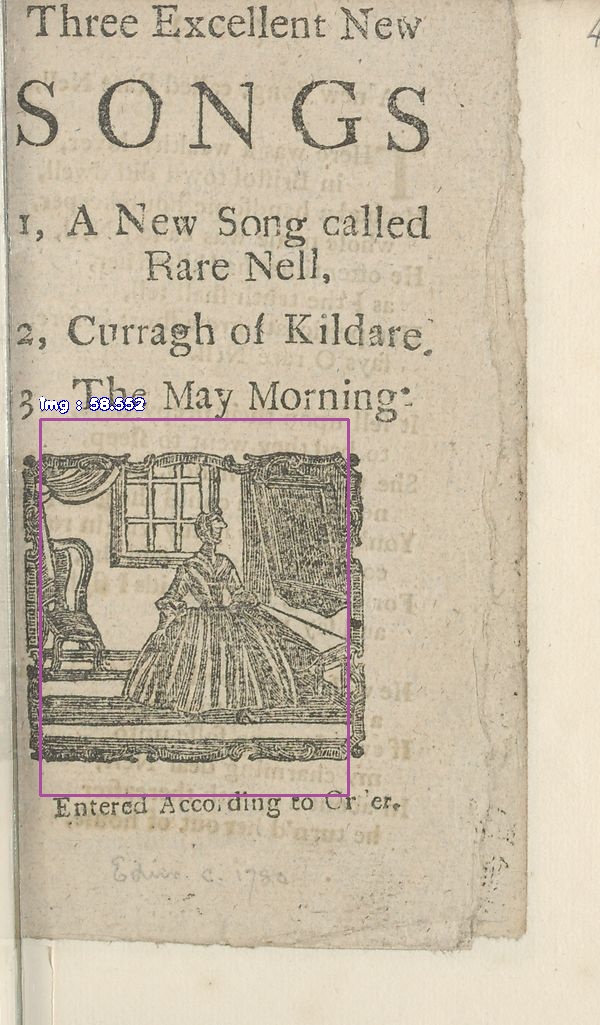 Three Excellent New
SONGS
1, A New Song called
Rare Nell,
2, Curragh of Kildare.
3 The May Morning.
img : 58.552
Entered According to Or er.
Edin. c. 1780
4